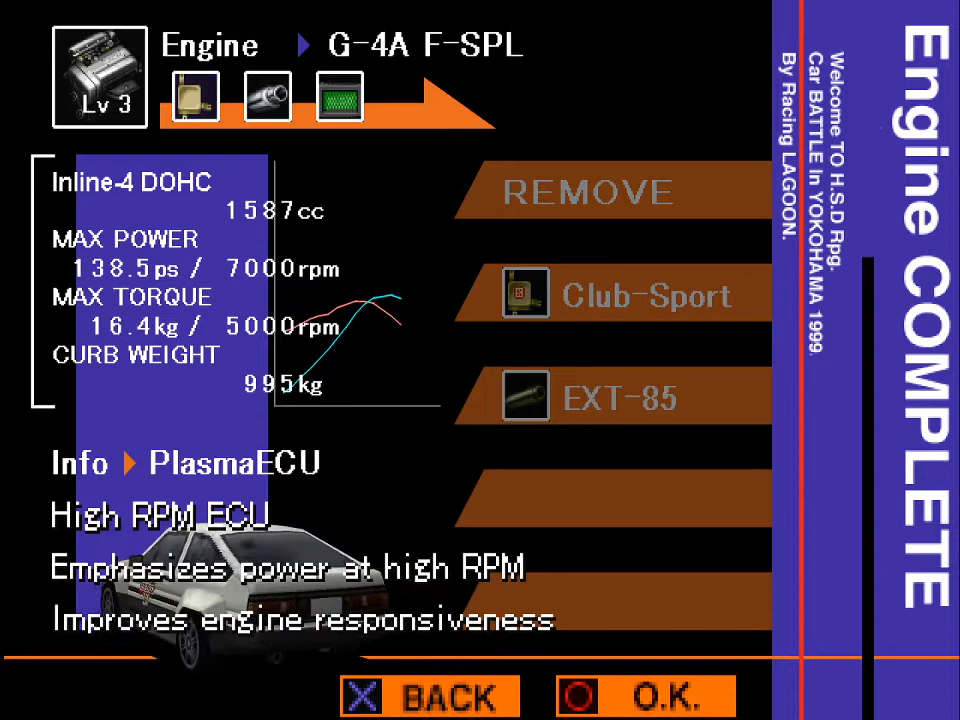 Engine ▶ G-4A F-SPL
Lv 3
Inline-4 DOHC
1587cc
MAX POWER
138.5ps / 7000rpm
MAX TORQUE
16.4kg / 5000rpm
CURB WEIGHT
995kg
REMOVE
Club-Sport
EXT-85
Info ▶ PlasmaECU
High RPM ECU
Emphasizes power at high RPM
Improves engine responsiveness
X BACK
O O.K.
Engine COMPLETE
Welcome TO H.S.D Rpg.
Car BATTLE In YOKOHAMA 1999
By Racing LAGOON.